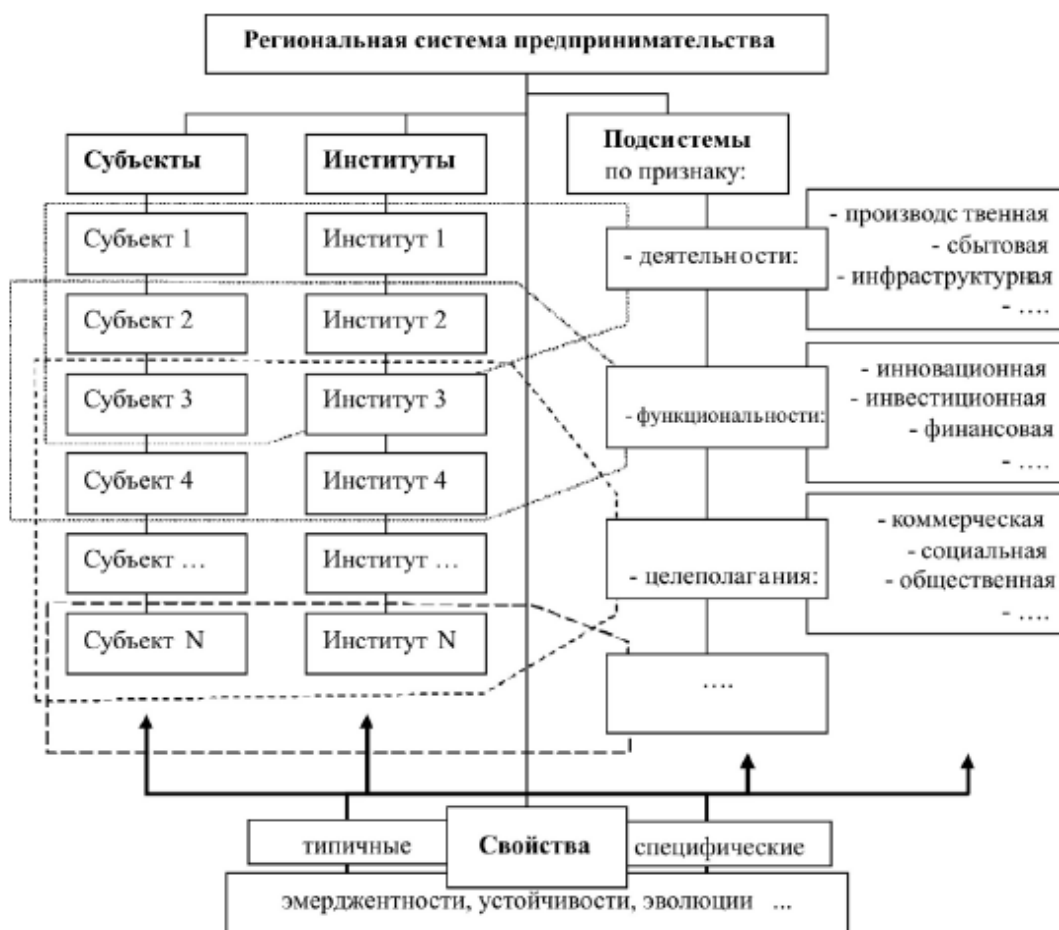 Региональная система предпринимательства
Субъекты
Институты
Подсистемы
по признаку:
Субъект 1
Институт 1
- деятельности:
- производственная
- сбытовая
- инфраструктурная
- ....
Субъект 2
Институт 2
Субъект 3
Институт 3
- функциональности:
- инновационная
- инвестиционная
- финансовая
- ....
Субъект 4
Институт 4
Субъект ...
Институт ...
- целеполагания:
- коммерческая
- социальная
- общественная
- ....
Субъект N
Институт N
....
типичные
Свойства
специфические
эмерджентности, устойчивости, эволюции ...